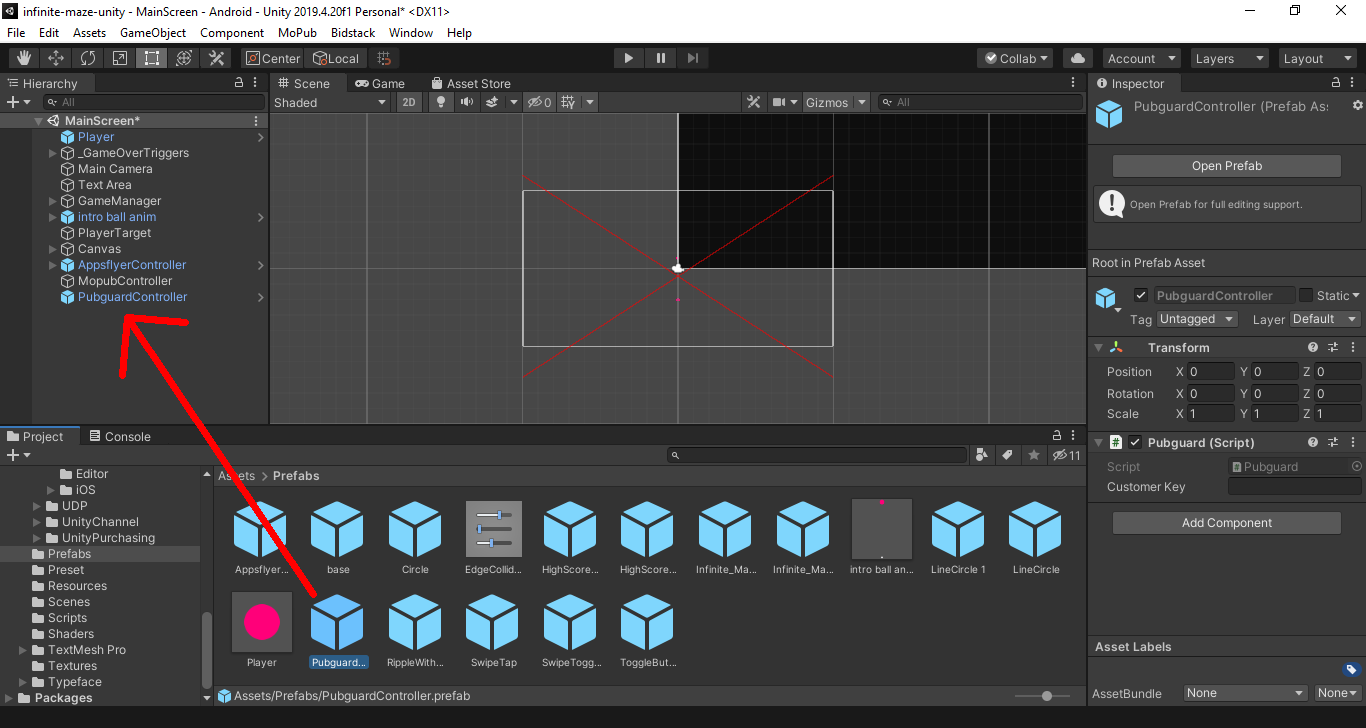 infinite-maze-unity - MainScreen - Android - Unity 2019.4.20f1 Personal* <DX11>
File Edit Assets GameObject Component MoPub Bidstack Window Help
Center Local Collab Account Layers Layout
Hierarchy
All
MainScreen*
Player
_GameOverTriggers
Main Camera
Text Area
GameManager
intro ball anim
PlayerTarget
Canvas
AppsflyerController
MopubController
PubguardController
Scene Game Asset Store
Shaded 2D 0 Gizmos All
Inspector
PubguardController (Prefab As
Open Prefab
Open Prefab for full editing support.
Root in Prefab Asset
PubguardController Static
Tag Untagged Layer Default
Transform
Position X 0 Y 0 Z 0
Rotation X 0 Y 0 Z 0
Scale X 1 Y 1 Z 1
Pubguard (Script)
Script Pubguard
Customer Key
Add Component
Asset Labels
AssetBundle None None
Project Console
11
Editor
iOS
UDP
UnityChannel
UnityPurchasing
Prefabs
Preset
Resources
Scenes
Scripts
Shaders
TextMesh Pro
Textures
Typeface
Packages
Assets > Prefabs
Appsflyer... base Circle EdgeCollid... HighScore... HighScore... Infinite_Ma... Infinite_Ma... intro ball an... LineCircle 1 LineCircle
Player Pubguard... RippleWith... SwipeTap SwipeTogg... ToggleBut...
Assets/Prefabs/PubguardController.prefab